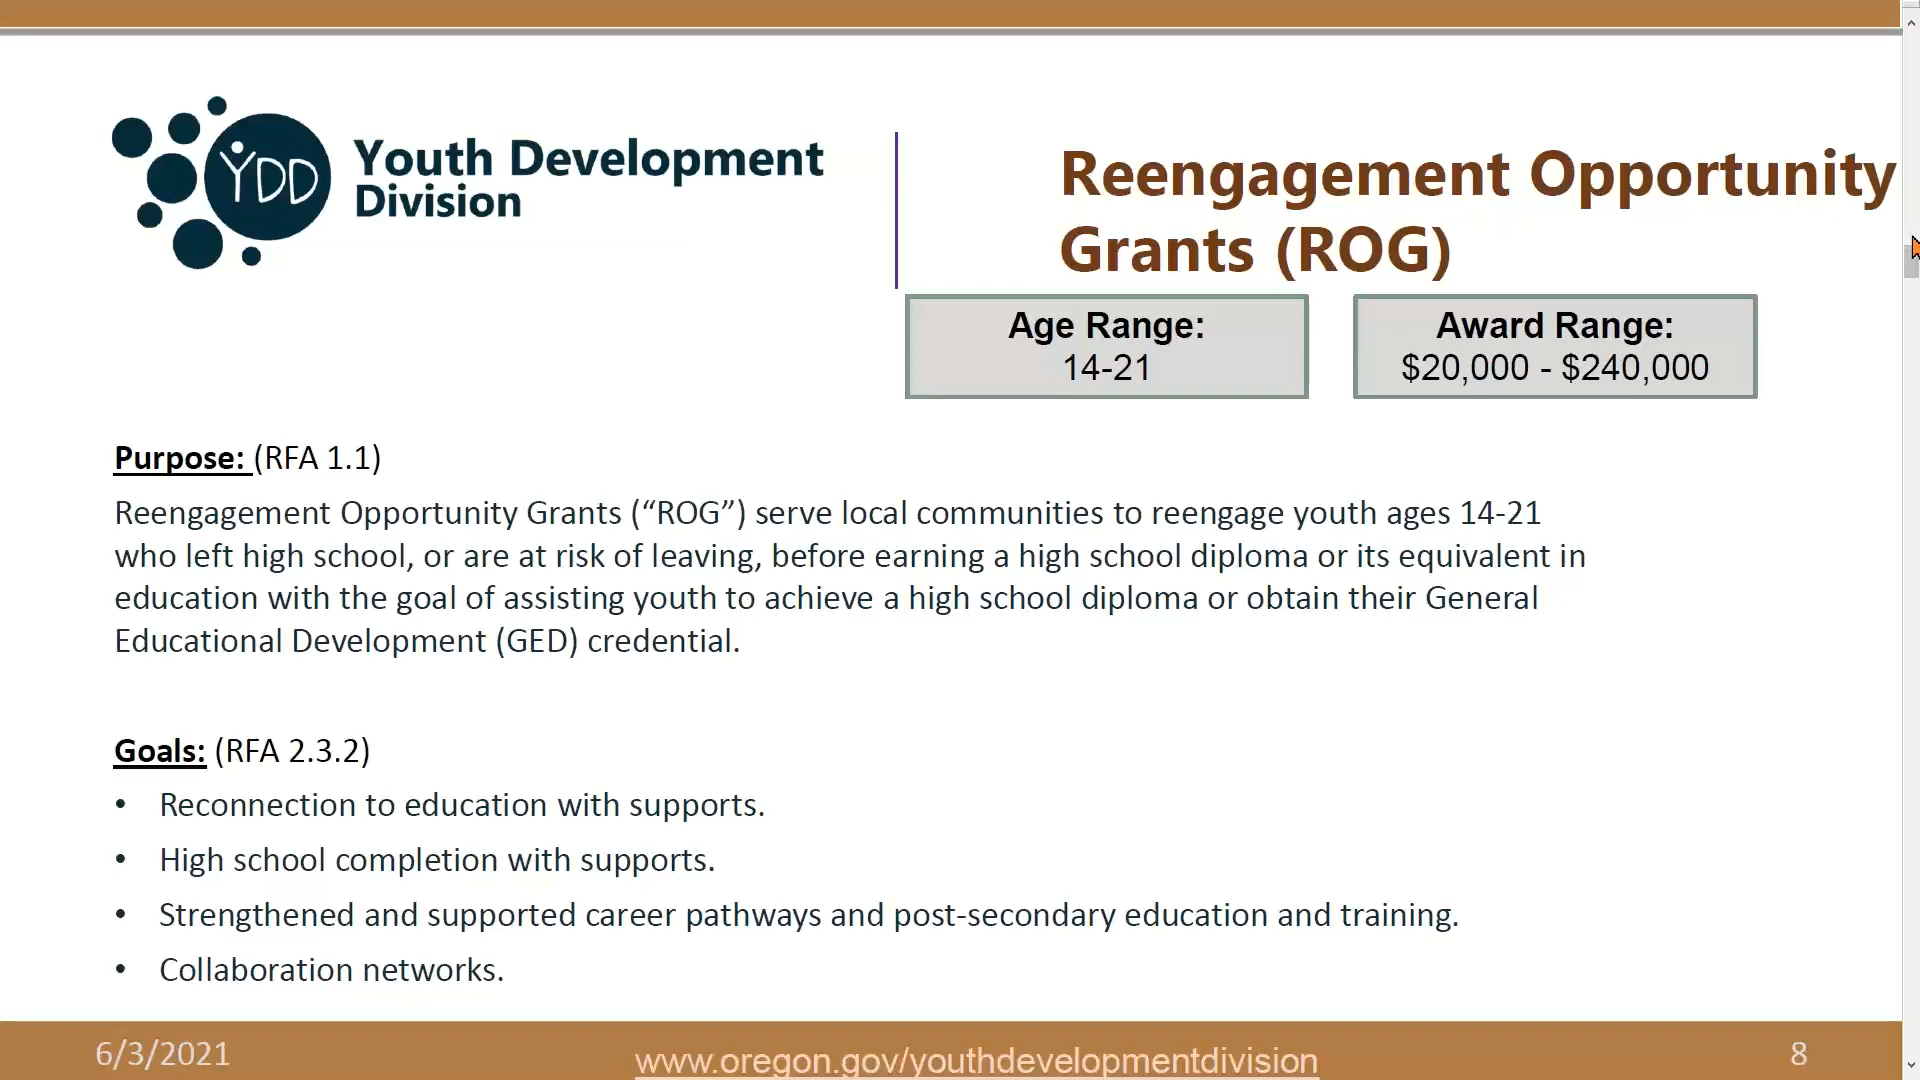 YDD
Youth Development
Division
Reengagement Opportunity
Grants (ROG)
Age Range:
14-21
Award Range:
$20,000 - $240,000
Purpose: (RFA 1.1)
Reengagement Opportunity Grants (“ROG”) serve local communities to reengage youth ages 14-21
who left high school, or are at risk of leaving, before earning a high school diploma or its equivalent in
education with the goal of assisting youth to achieve a high school diploma or obtain their General
Educational Development (GED) credential.
Goals: (RFA 2.3.2)
• Reconnection to education with supports.
• High school completion with supports.
• Strengthened and supported career pathways and post-secondary education and training.
• Collaboration networks.
6/3/2021
www.oregon.gov/youthdevelopmentdivision
8